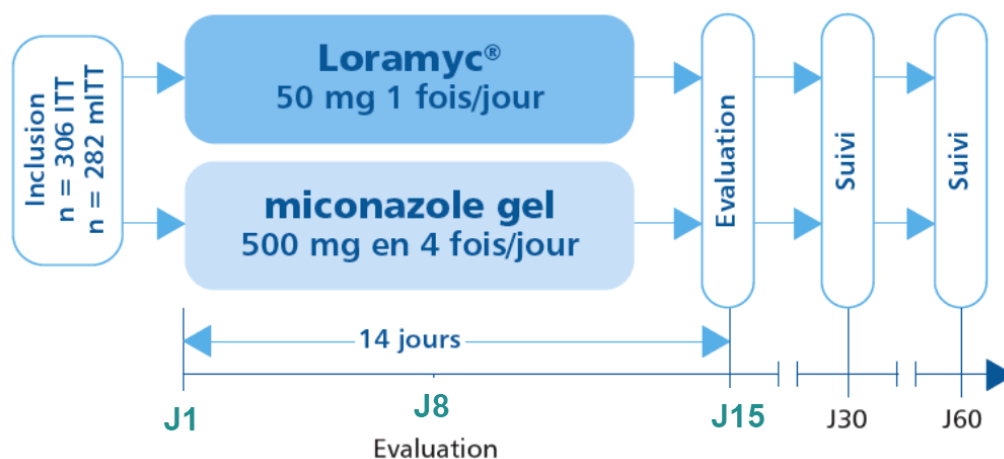 Inclusion
n = 306 ITT
n = 282 mITT
Loramyc®
50 mg 1 fois/jour
miconazole gel
500 mg en 4 fois/jour
Evaluation
Suivi
Suivi
14 jours
J1
J8
J15
J30
J60
Evaluation